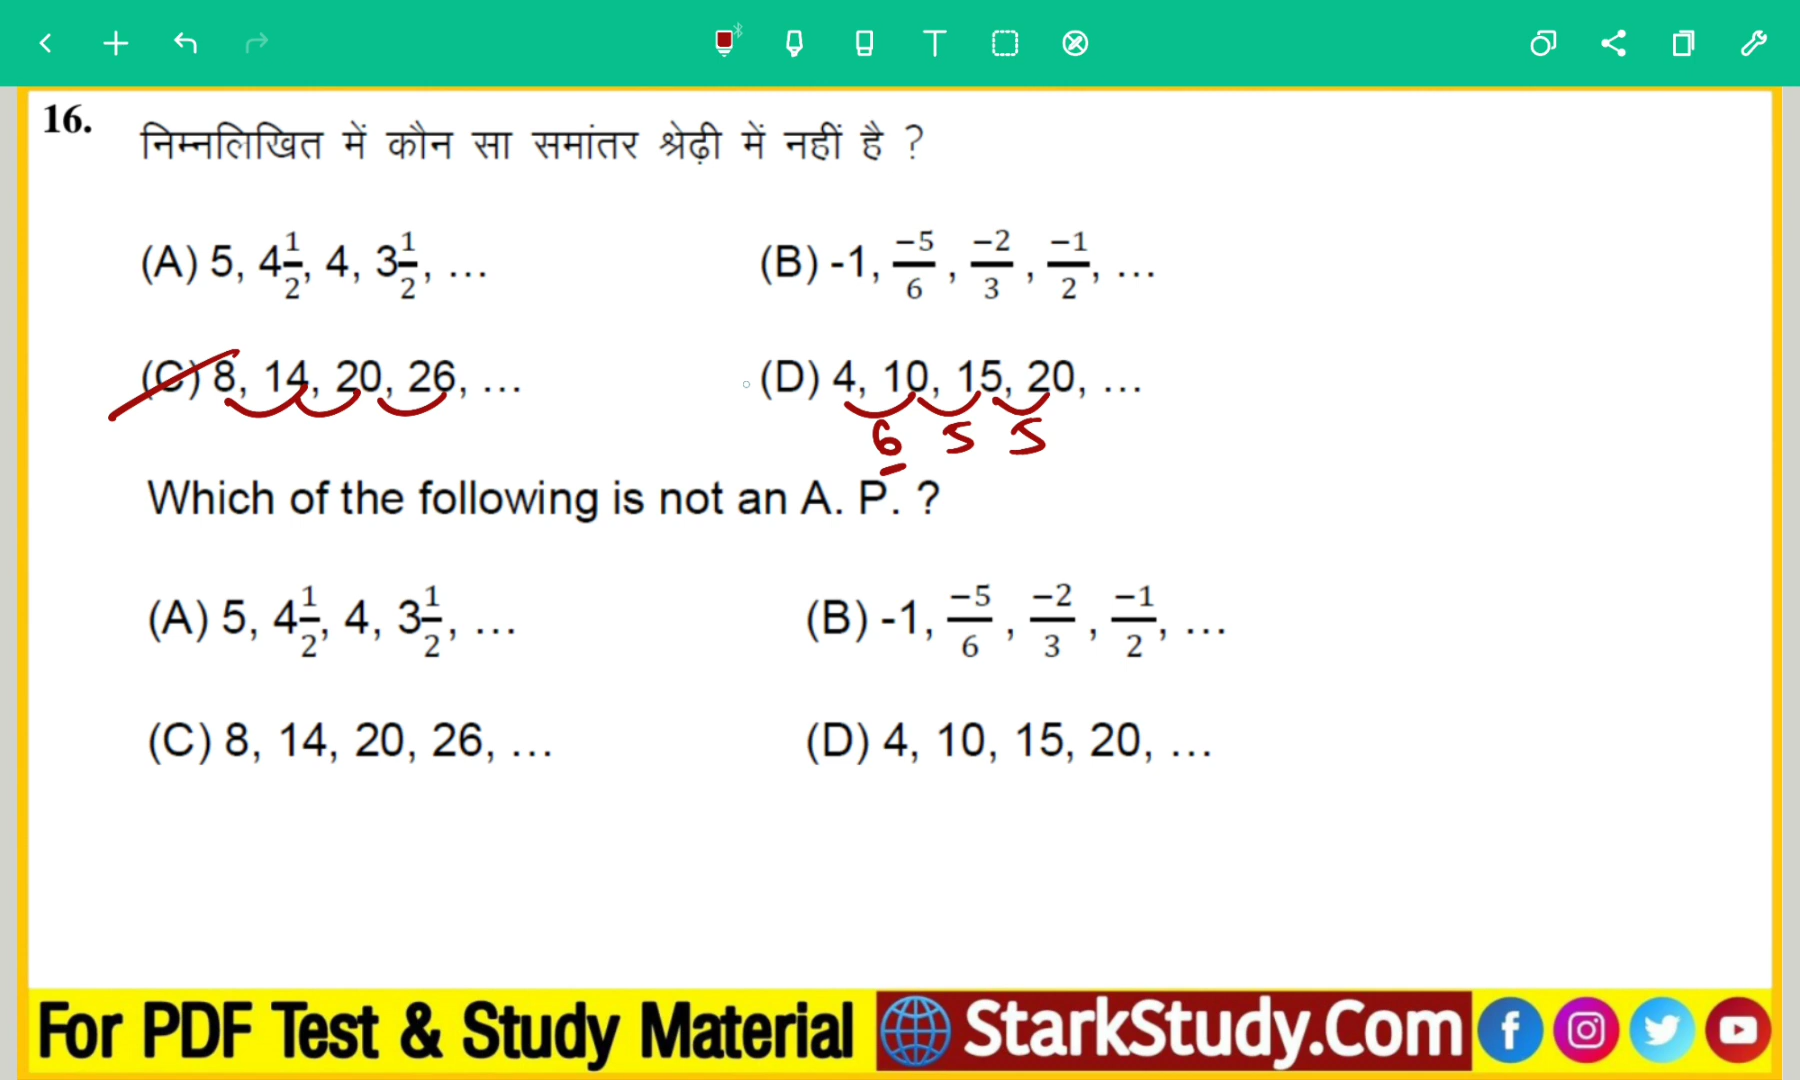 16. निम्नलिखित में कौन सा समांतर श्रेढ़ी में नहीं है ?
(A) 5, 4 1/2, 4, 3 1/2, ... (B) -1, −5/6, −2/3, −1/2, ...
(C) 8, 14, 20, 26, ... (D) 4, 10, 15, 20, ...
6 5 5
Which of the following is not an A. P. ?
(A) 5, 4 1/2, 4, 3 1/2, ... (B) -1, −5/6, −2/3, −1/2, ...
(C) 8, 14, 20, 26, ... (D) 4, 10, 15, 20, ...
For PDF Test & Study Material StarkStudy.Com